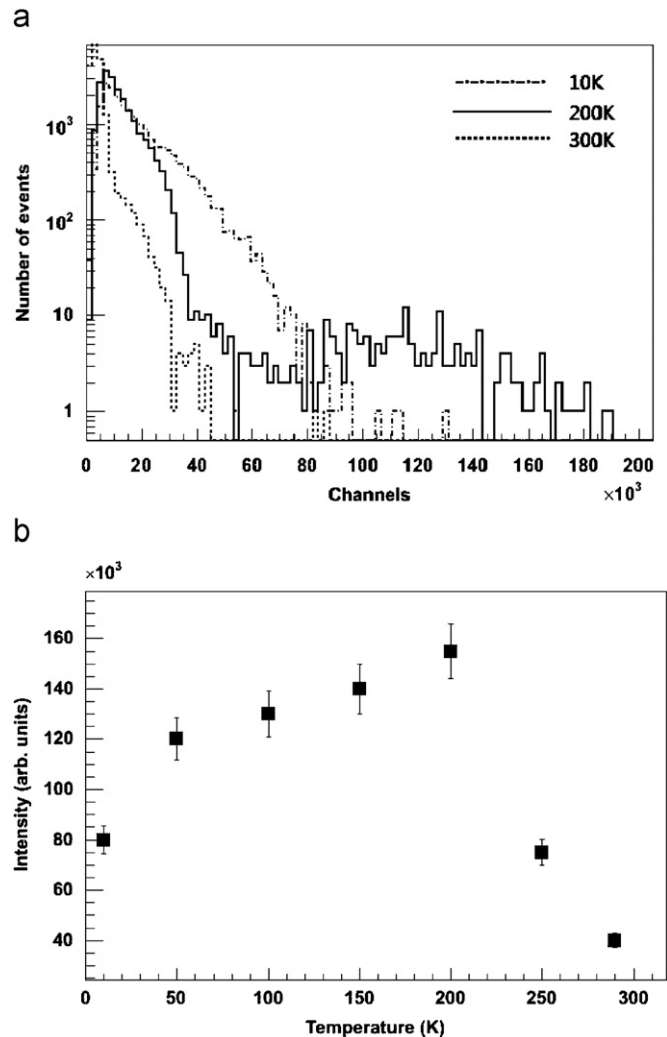 a
10K
200K
300K
10³
10²
10
1
Number of events
0 20 40 60 80 100 120 140 160 180 200
Channels
×10³
b
×10³
160
140
120
100
80
60
40
Intensity (arb. units)
0 50 100 150 200 250 300
Temperature (K)